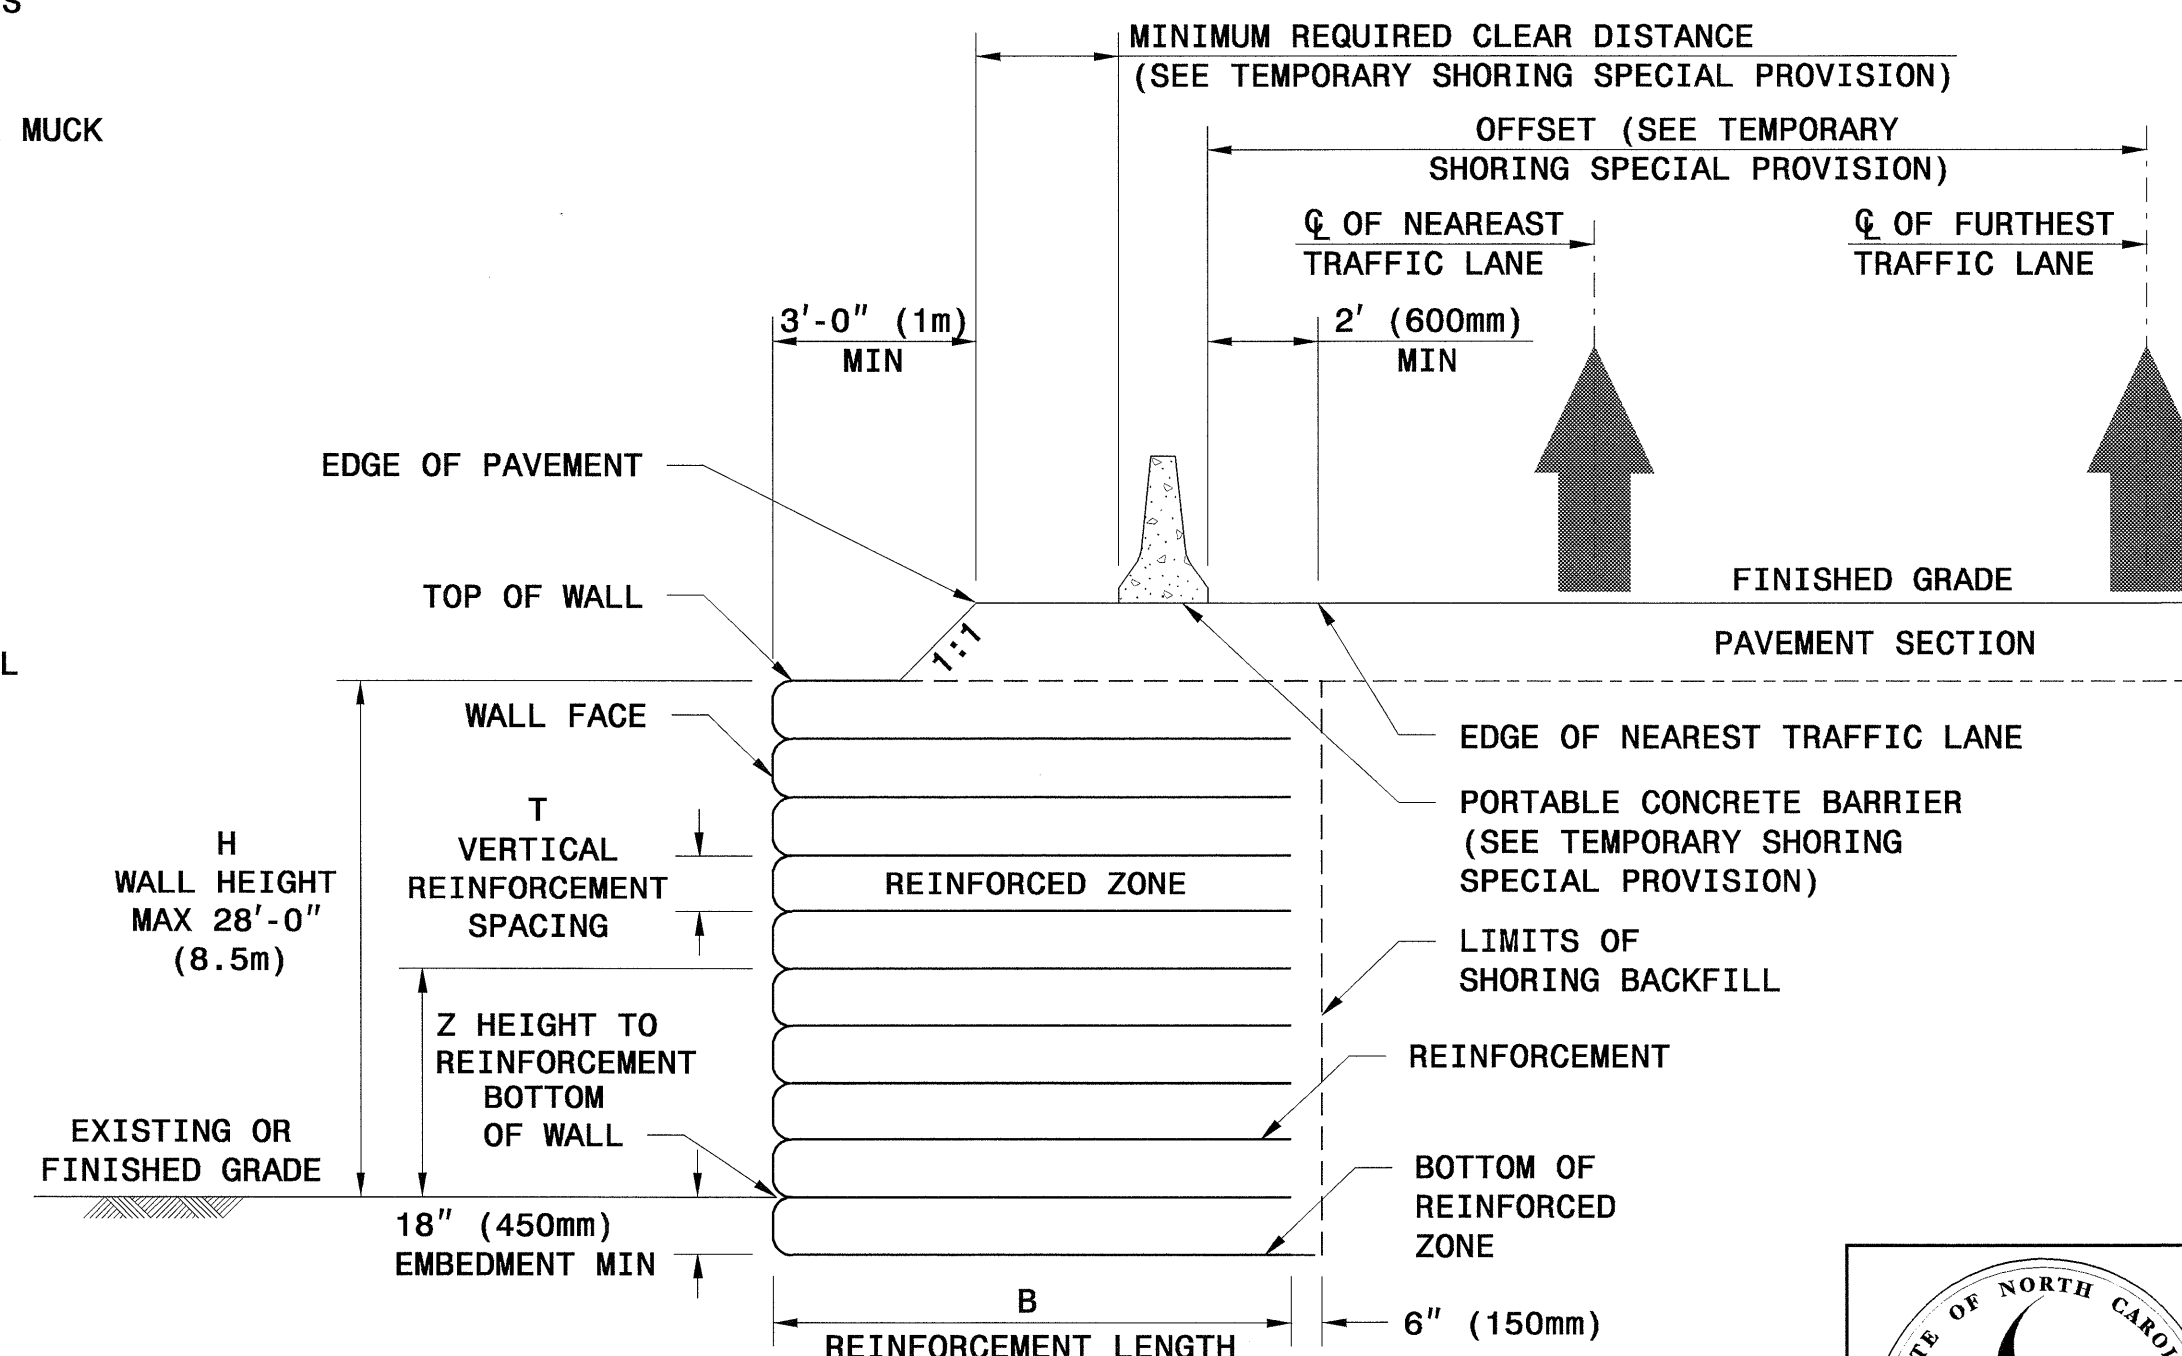 S
MINIMUM REQUIRED CLEAR DISTANCE
(SEE TEMPORARY SHORING SPECIAL PROVISION)
MUCK
OFFSET (SEE TEMPORARY
SHORING SPECIAL PROVISION)
℄ OF NEAREAST
TRAFFIC LANE
℄ OF FURTHEST
TRAFFIC LANE
3'-0" (1m)
MIN
2' (600mm)
MIN
EDGE OF PAVEMENT
TOP OF WALL
FINISHED GRADE
1:1
PAVEMENT SECTION
L
WALL FACE
EDGE OF NEAREST TRAFFIC LANE
T
VERTICAL
REINFORCEMENT
SPACING
H
WALL HEIGHT
MAX 28'-0"
(8.5m)
REINFORCED ZONE
PORTABLE CONCRETE BARRIER
(SEE TEMPORARY SHORING
SPECIAL PROVISION)
LIMITS OF
SHORING BACKFILL
Z HEIGHT TO
REINFORCEMENT
BOTTOM
OF WALL
REINFORCEMENT
EXISTING OR
FINISHED GRADE
BOTTOM OF
REINFORCED
ZONE
18" (450mm)
EMBEDMENT MIN
B
REINFORCEMENT LENGTH
6" (150mm)
TE OF NORTH CARO